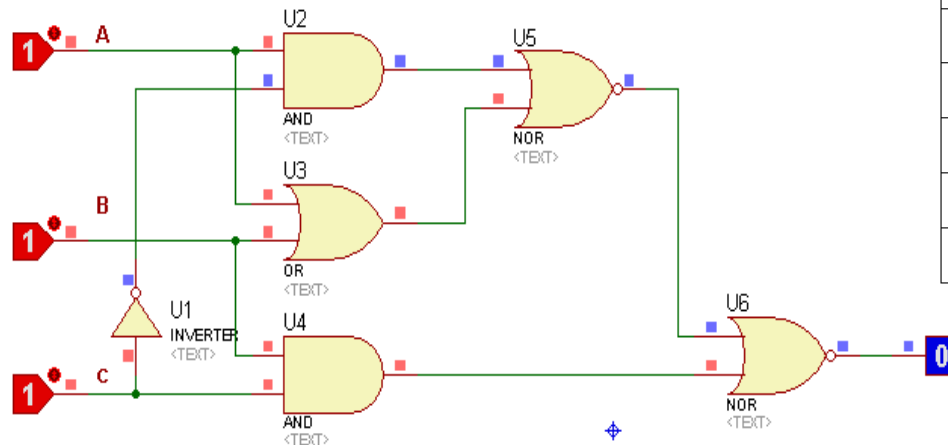 A
U2
U5
1
AND
<TEXT>
NOR
<TEXT>
U3
B
1
OR
<TEXT>
U6
U1
INVERTER
<TEXT>
U4
0
C
1
NOR
<TEXT>
AND
<TEXT>